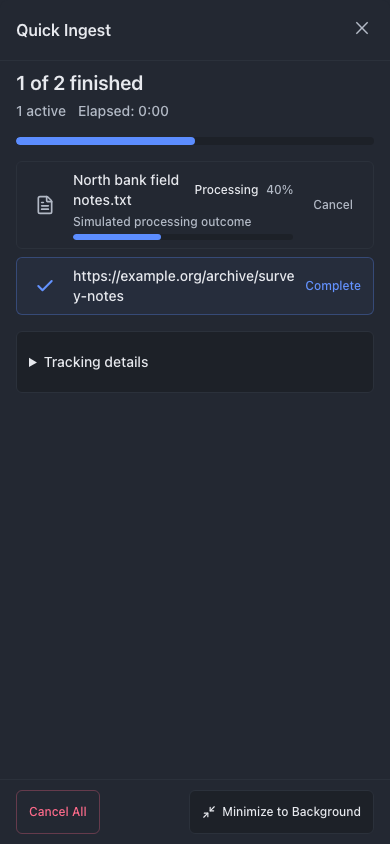 Quick Ingest
1 of 2 finished
1 active Elapsed: 0:00
North bank field
notes.txt
Processing 40%
Simulated processing outcome
Cancel
https://example.org/archive/surve
y-notes
Complete
Tracking details
Cancel All
Minimize to Background